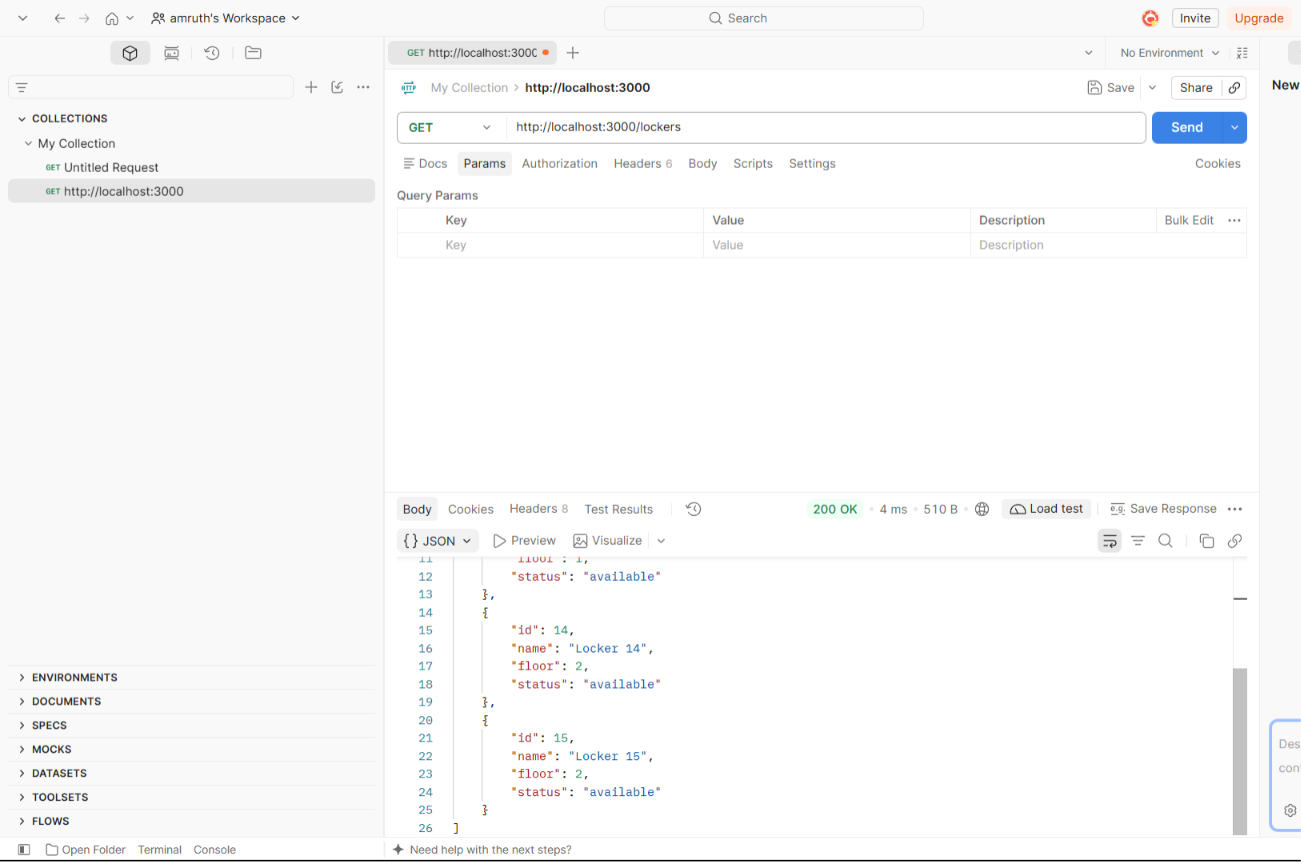 amruth's Workspace
Search
Invite
Upgrade
GET http://localhost:3000
No Environment
New
HTTP My Collection > http://localhost:3000
Save
Share
COLLECTIONS
My Collection
GET Untitled Request
GET http://localhost:3000
GET http://localhost:3000/lockers
Send
Docs Params Authorization Headers 6 Body Scripts Settings Cookies
Query Params
Key Value Description Bulk Edit
Key Value Description
Body Cookies Headers 8 Test Results
200 OK 4 ms 510 B Load test e.g. Save Response
{} JSON Preview Visualize
11 "floor": 1,
12 "status": "available"
13 },
14 {
15 "id": 14,
16 "name": "Locker 14",
17 "floor": 2,
18 "status": "available"
19 },
20 {
21 "id": 15,
22 "name": "Locker 15",
23 "floor": 2,
24 "status": "available"
25 }
26 ]
ENVIRONMENTS
DOCUMENTS
SPECS
MOCKS
DATASETS
TOOLSETS
FLOWS
Des
con
Open Folder Terminal Console
Need help with the next steps?